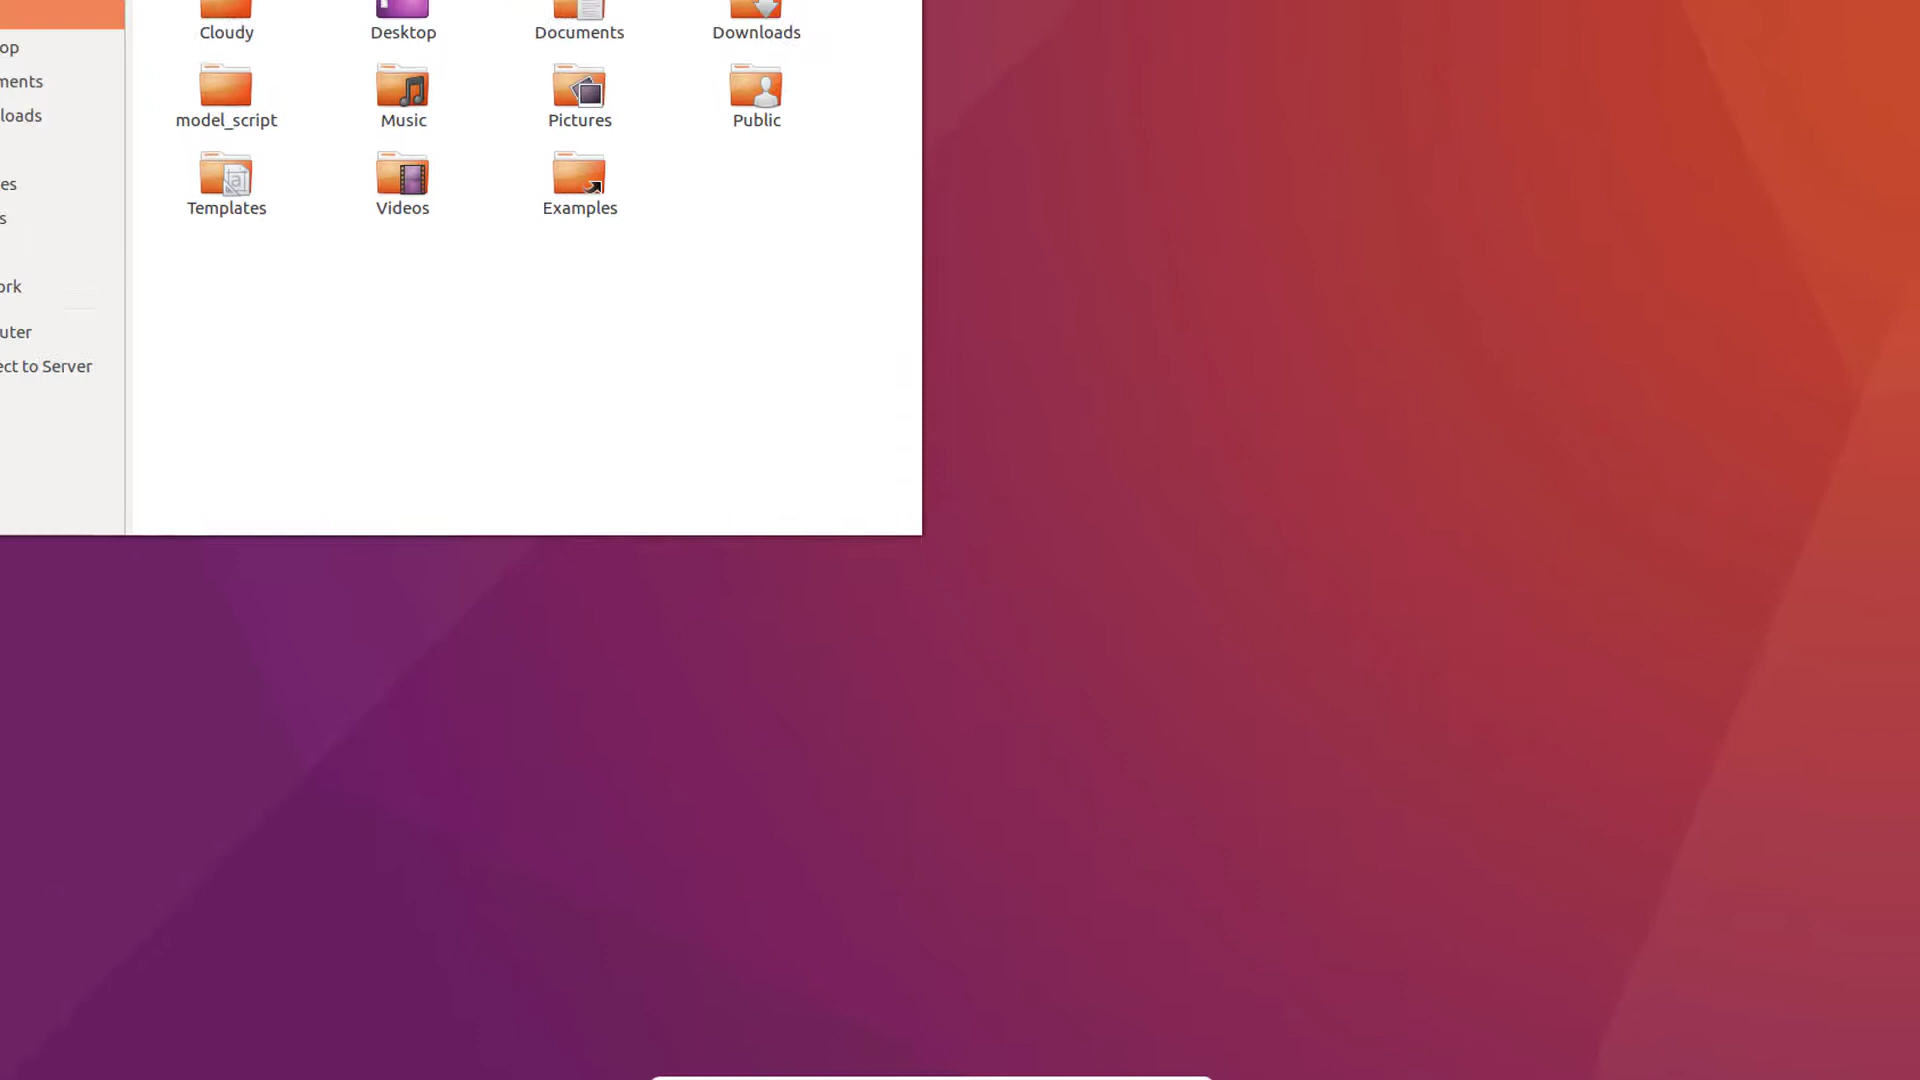 Cloudy Desktop Documents Downloads
op
ments
loads
model_script Music Pictures Public
es
Templates Videos Examples
s
ork
uter
ect to Server